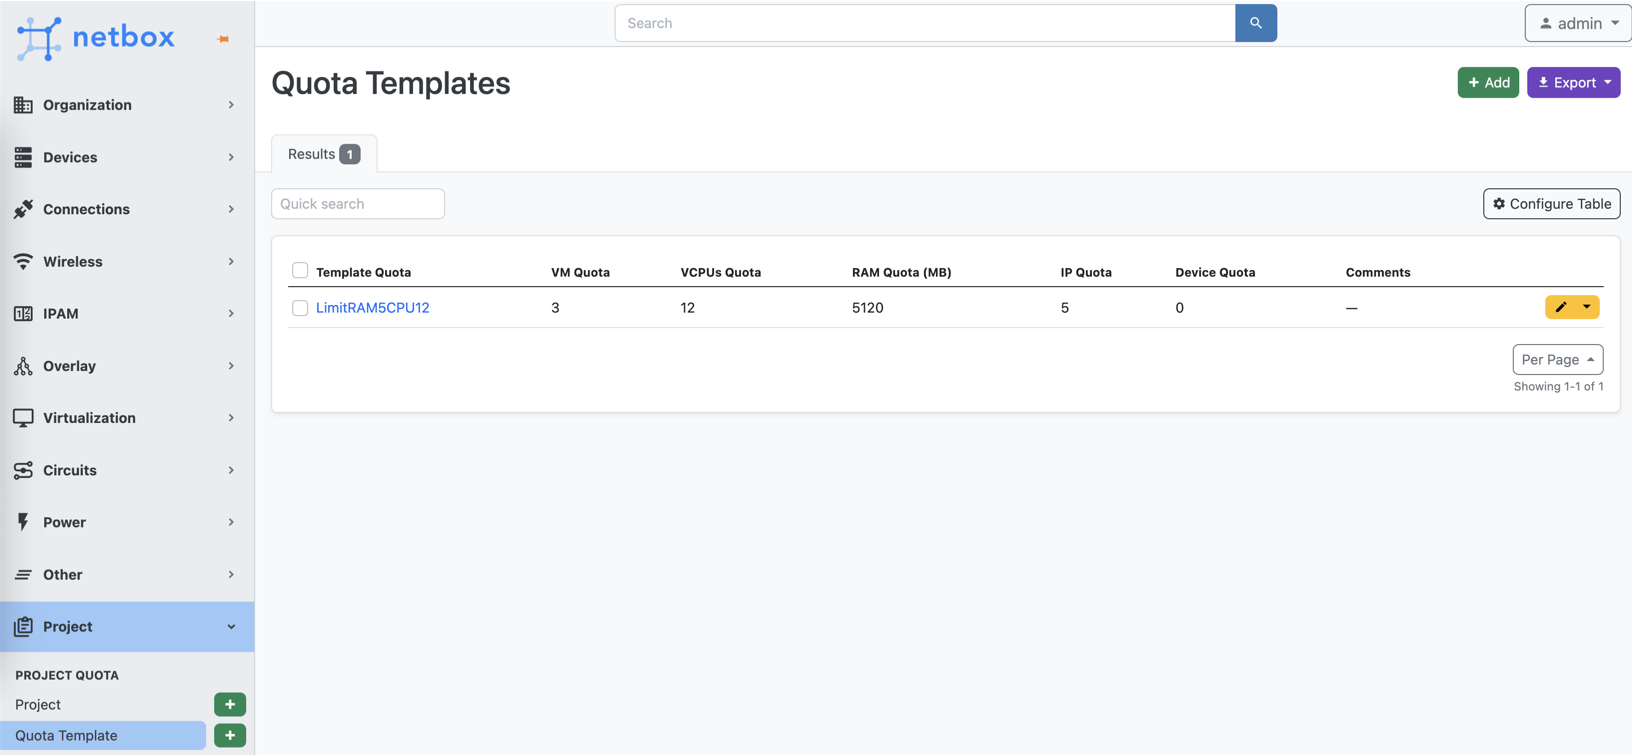 netbox
Search
admin
Organization
Devices
Connections
Wireless
IPAM
Overlay
Virtualization
Circuits
Power
Other
Project
PROJECT QUOTA
Project
Quota Template
Quota Templates
Add
Export
Results 1
Quick search
Configure Table
Template Quota VM Quota VCPUs Quota RAM Quota (MB) IP Quota Device Quota Comments
LimitRAM5CPU12 3 12 5120 5 0 —
Per Page
Showing 1-1 of 1